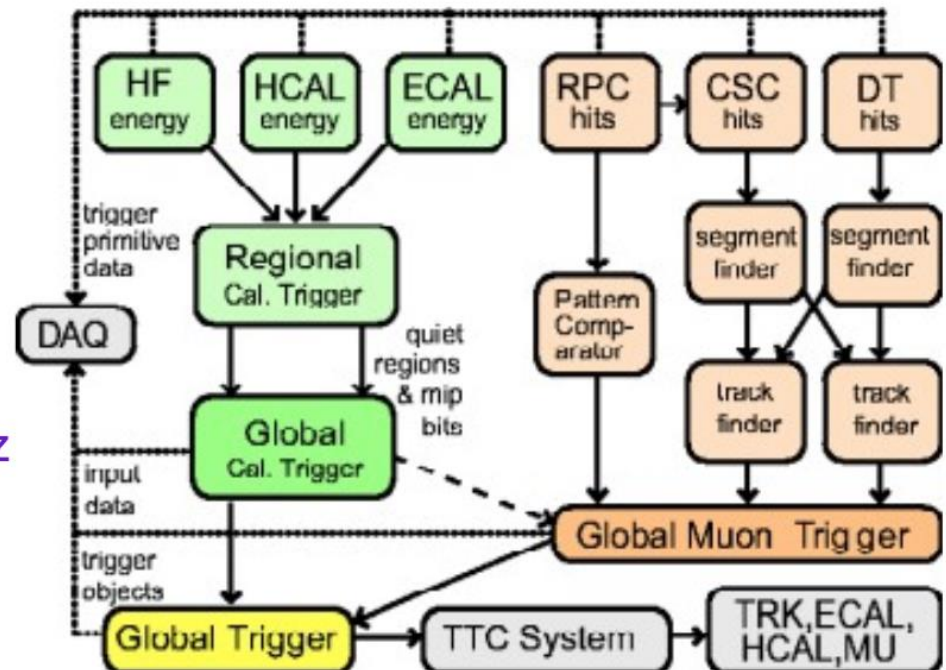 HF
energy
HCAL
energy
ECAL
energy
RPC
hits
CSC
hits
DT
hits
trigger
primitive
data
Regional
Cal. Trigger
segment
finder
segment
finder
DAQ
Pattern
Comp-
arator
quiet
regions
& mip
bits
track
finder
track
finder
z
Global
Cal. Trigger
input
data
Global Muon Trigger
trigger
objects
Global Trigger
TTC System
TRK,ECAL,
HCAL,MU